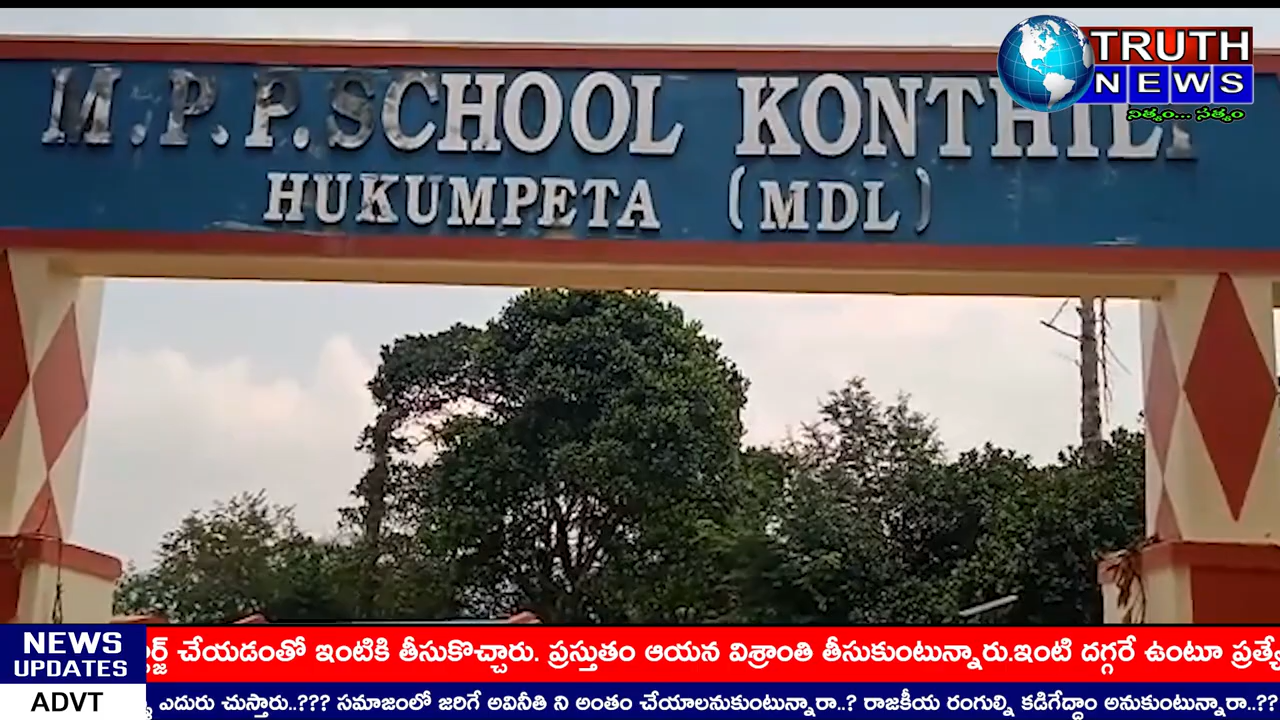 TRUTH
NEWS
నిత్యం... సత్యం
M.P.P.SCHOOL KONTHILI
HUKUMPETA (MDL)
NEWS
UPDATES
చేయడంతో ఇంటికి తీసుకొచ్చారు. ప్రస్తుతం ఆయన విశ్రాంతి తీసుకుంటున్నారు.ఇంటి దగ్గరే ఉంటూ
ADVT
ఎదురు చుస్తారు..??? సమాజంలో జరిగే అవినీతి ని అంతం చేయాలనుకుంటున్నారా..? రాజకీయ రంగుల్ని కడిగేద్దాం అనుకుంటున్నారా..??